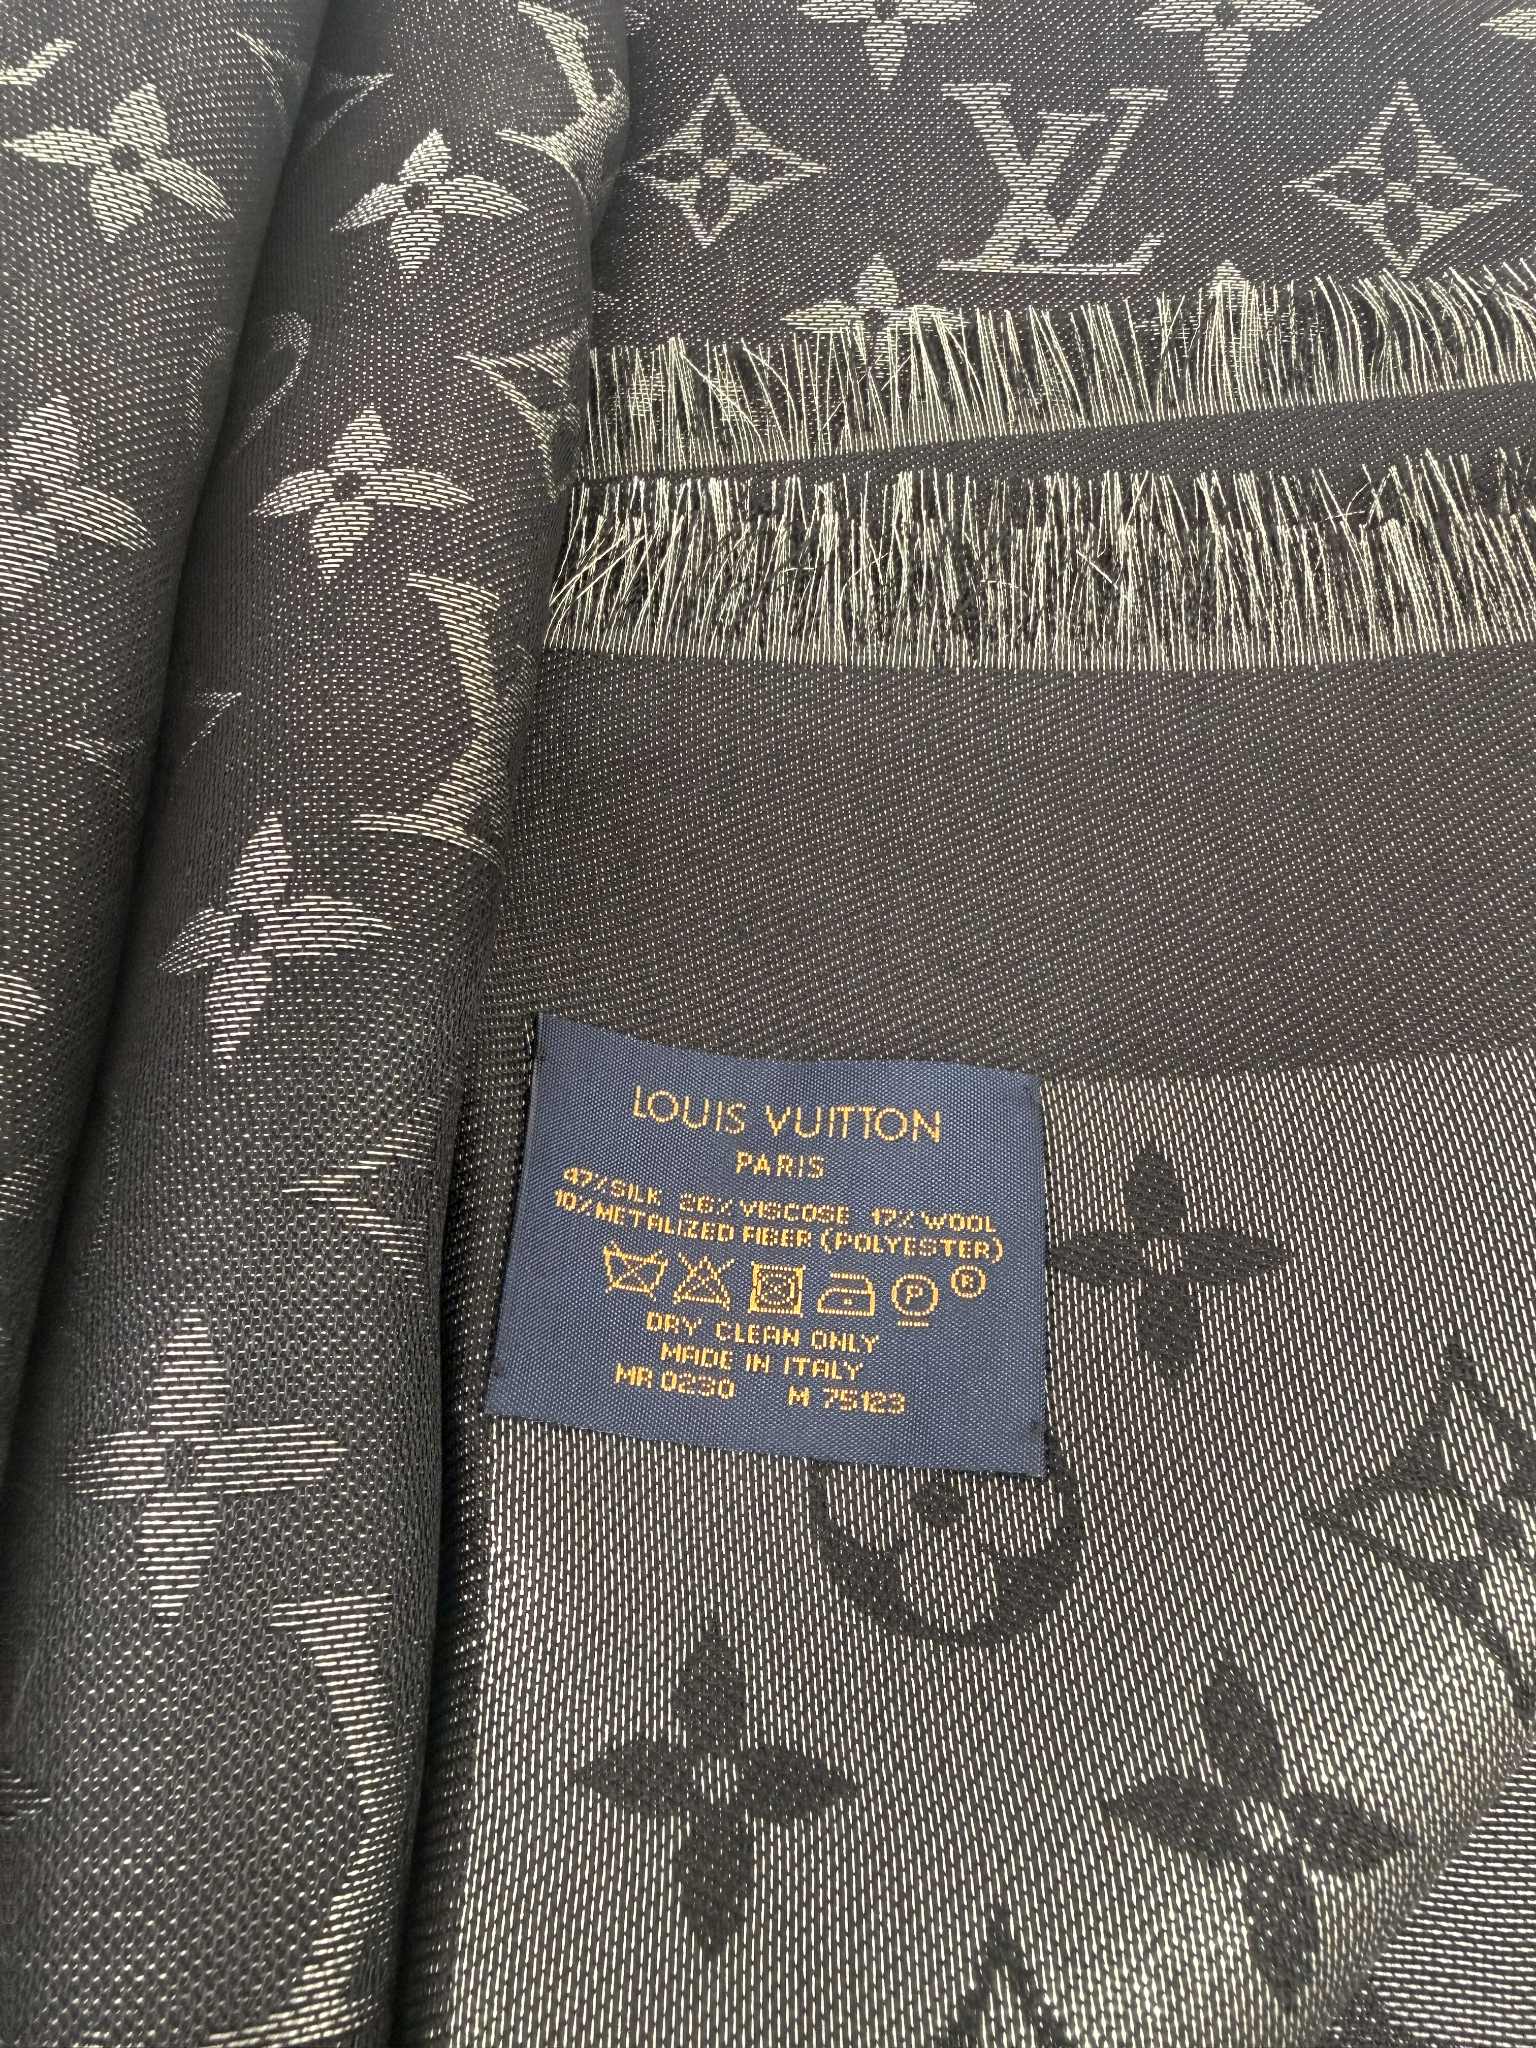 LV
LOUIS VUITTON
PARIS
47% SILK 26% VISCOSE 17% WOOL
10% METALIZED FIBER (POLYESTER)
P ®
DRY CLEAN ONLY
MADE IN ITALY
MR 0230 M 75123